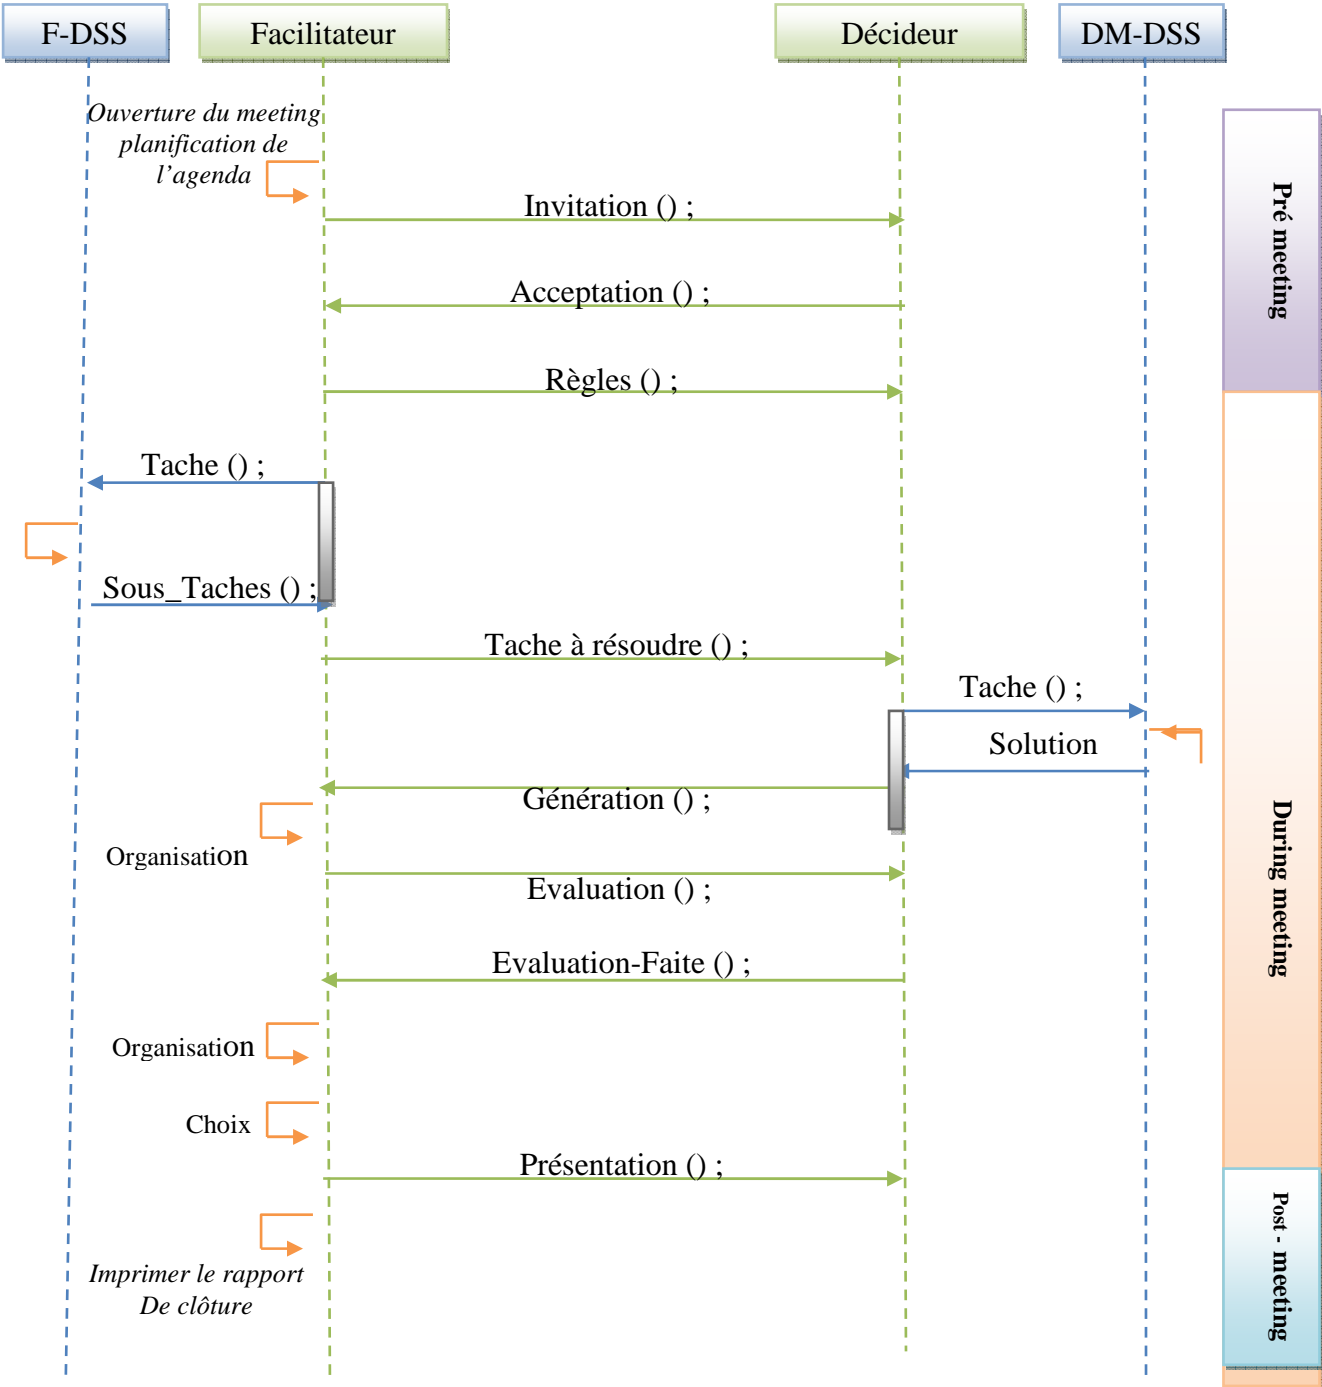 F-DSS
Facilitateur
Décideur
DM-DSS
Ouverture du meeting
planification de
l’agenda
Invitation () ;
Acceptation () ;
Règles () ;
Pré meeting
Tache () ;
Sous_Taches () ;
Tache à résoudre () ;
Tache () ;
Solution
Génération () ;
Organisation
Evaluation () ;
Evaluation-Faite () ;
Organisation
Choix
During meeting
Présentation () ;
Imprimer le rapport
De clôture
Post - meeting